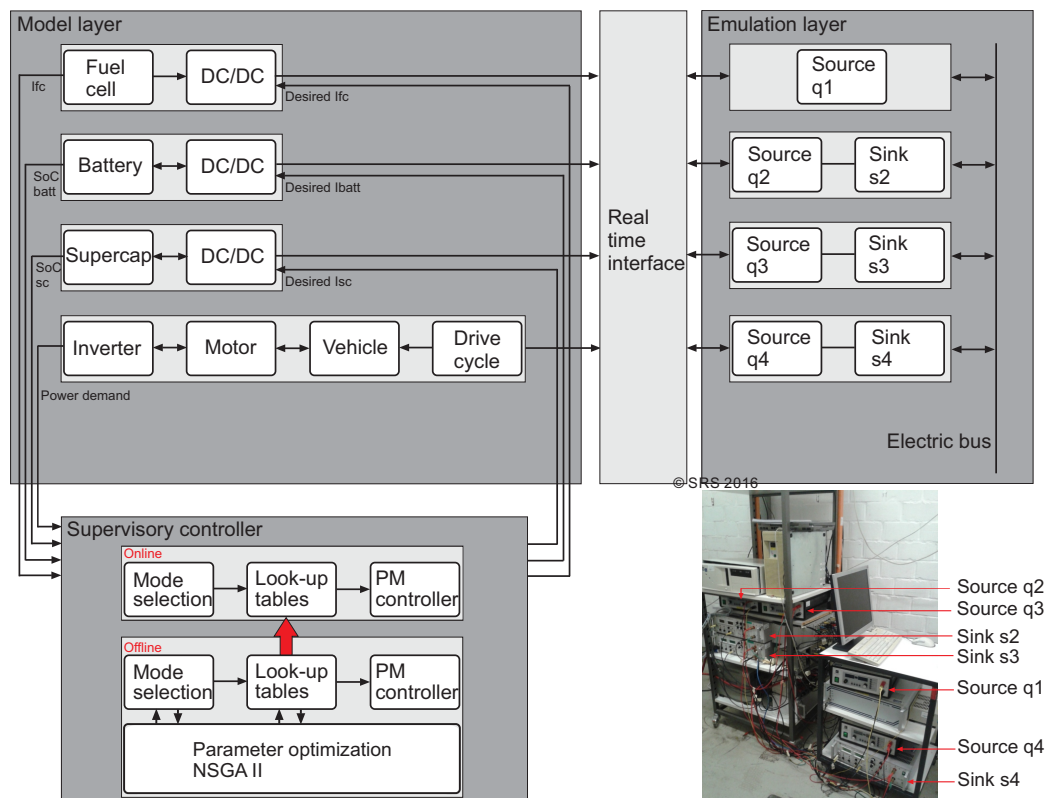 Model layer
Fuel
cell
DC/DC
Ifc
Desired Ifc
Battery
DC/DC
SoC
batt
Desired Ibatt
Supercap
DC/DC
SoC
sc
Desired Isc
Inverter
Motor
Vehicle
Drive
cycle
Power demand
Real
time
interface
Emulation layer
Source
q1
Source
q2
Sink
s2
Source
q3
Sink
s3
Source
q4
Sink
s4
Electric bus
© SRS 2016
Supervisory controller
Online
Mode
selection
Look-up
tables
PM
controller
Offline
Mode
selection
Look-up
tables
PM
controller
Parameter optimization
NSGA II
Source q2
Source q3
Sink s2
Sink s3
Source q1
Source q4
Sink s4